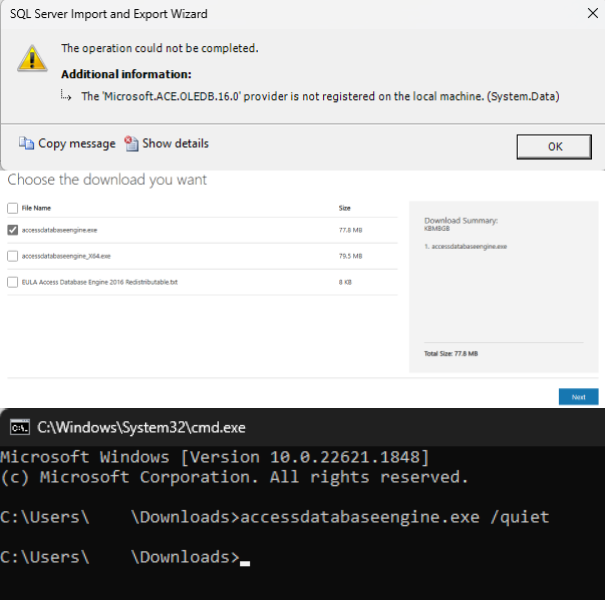 SQL Server Import and Export Wizard
The operation could not be completed.
Additional information:
The 'Microsoft.ACE.OLEDB.16.0' provider is not registered on the local machine. (System.Data)
Copy message Show details OK
Choose the download you want
File Name Size
accessdatabaseengine.exe 77.8 MB
accessdatabaseengine_X64.exe 79.5 MB
EULA Access Database Engine 2016 Redistributable.txt 8 KB
Download Summary:
KBMBGB
1. accessdatabaseengine.exe
Total Size: 77.8 MB
Next
C:\Windows\System32\cmd.exe
Microsoft Windows [Version 10.0.22621.1848]
(c) Microsoft Corporation. All rights reserved.
C:\Users\ \Downloads>accessdatabaseengine.exe /quiet
C:\Users\ \Downloads>